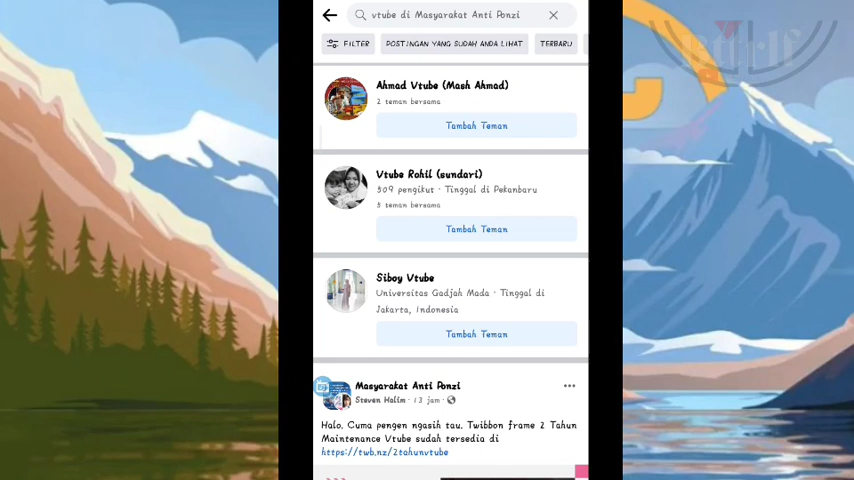 vtube di Masyarakat Anti Ponzi
FILTER
POSTINGAN YANG SUDAH ANDA LIHAT
TERBARU
Ahmad Vtube (Mash Ahmad)
2 teman bersama
Tambah Teman
Vtube Rohil (sundari)
509 pengikut · Tinggal di Pekanbaru
5 teman bersama
Tambah Teman
Siboy Vtube
Universitas Gadjah Mada · Tinggal di
Jakarta, Indonesia
Tambah Teman
Masyarakat Anti Ponzi
Steven Halim · 13 jam ·
Halo. Cuma pengen ngasih tau. Twibbon frame 2 Tahun
Maintenance Vtube sudah tersedia di
https://twb.nz/2tahunvtube